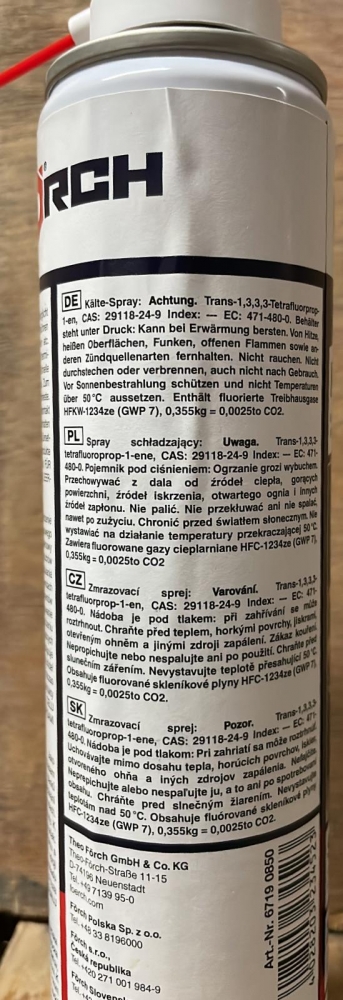 ÖRCH
DE Kälte-Spray: Achtung. Trans-1,3,3,3-Tetrafluorprop-
1-en, CAS: 29118-24-9 Index: — EC: 471-480-0. Behälter
steht unter Druck: Kann bei Erwärmung bersten. Von Hitze,
heißen Oberflächen, Funken, offenen Flammen sowie an-
deren Zündquellenarten fernhalten. Nicht rauchen. Nicht
durchstechen oder verbrennen, auch nicht nach Gebrauch.
Vor Sonnenbestrahlung schützen und nicht Temperaturen
über 50°C aussetzen. Enthält fluorierte Treibhausgase
HFKW-1234ze (GWP 7), 0,355kg = 0,0025to CO2.
PL Spray schładzający: Uwaga. Trans-1,3,3,3-
tetrafluoroprop-1-ene, CAS: 29118-24-9 Index: — EC: 471-
480-0. Pojemnik pod ciśnieniem: Ogrzanie grozi wybuchem.
Przechowywać z dala od źródeł ciepła, gorących
powierzchni, źródeł iskrzenia, otwartego ognia i innych
źródeł zapłonu. Nie palić. Nie przekłuwać ani nie spalać,
nawet po zużyciu. Chronić przed światłem słonecznym. Nie
wystawiać na działanie temperatury przekraczającej 50°C.
Zawiera fluorowane gazy cieplarniane HFC-1234ze (GWP 7),
0,355kg = 0,0025to CO2
CZ Zmrazovací sprej: Varování. Trans-1,3,3,3-
tetrafluorprop-1-en, CAS: 29118-24-9 Index: — EC: 471-
480-0. Nádoba je pod tlakem: při zahřívání se může
roztrhnout. Chraňte před teplem, horkými povrchy, jiskrami,
otevřeným ohněm a jinými zdroji zapálení. Zákaz kouření.
Nepropichujte nebo nespalujte ani po použití. Chraňte před
slunečním zářením. Nevystavujte teplotě přesahující 50°C.
Obsahuje fluorované skleníkové plyny HFC-1234ze (GWP 7),
0,355kg = 0,0025to CO2.
SK Zmrazovací sprej: Pozor. Trans-1,3,3,3-
tetrafluoroprop-1-ene, CAS: 29118-24-9 Index: — EC: 471-
480-0. Nádoba je pod tlakom: Pri zahriatí sa môže roztrhnúť.
Uchovávajte mimo dosahu tepla, horúcich povrchov, iskier,
otvoreného ohňa a iných zdrojov zapálenia. Nefajčite.
Neprepichujte alebo nespaľujte ju, a to ani po spotrebovaní
obsahu. Chráňte pred slnečným žiarením. Nevystavujte
teplotám nad 50°C. Obsahuje fluórované skleníkové plyny
HFC-1234ze (GWP 7), 0,355kg = 0,0025to CO2.
Theo Förch GmbH & Co. KG
Theo-Förch-Straße 11-15
D-74196 Neuenstadt
Tel. +49 7139 95-0
foerch.com
Förch Polska Sp. z o.o.
Tel. +48 33 8196000
Förch s.r.o.,
Česká republika
Tel. +420 271 001 984-9
Förch Slovensko
Art.-Nr. 6719 0850